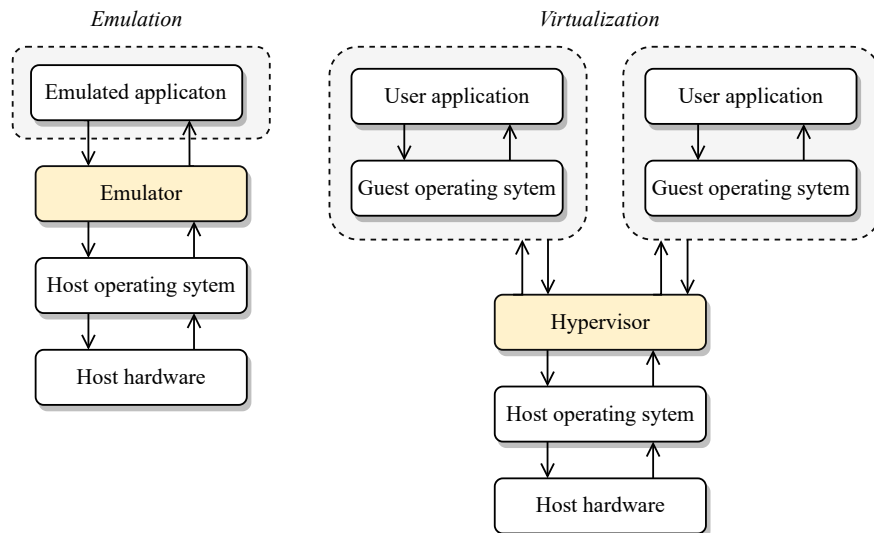 Emulation
Emulated applicaton
Emulator
Host operating sytem
Host hardware
Virtualization
User application
Guest operating sytem
User application
Guest operating sytem
Hypervisor
Host operating sytem
Host hardware